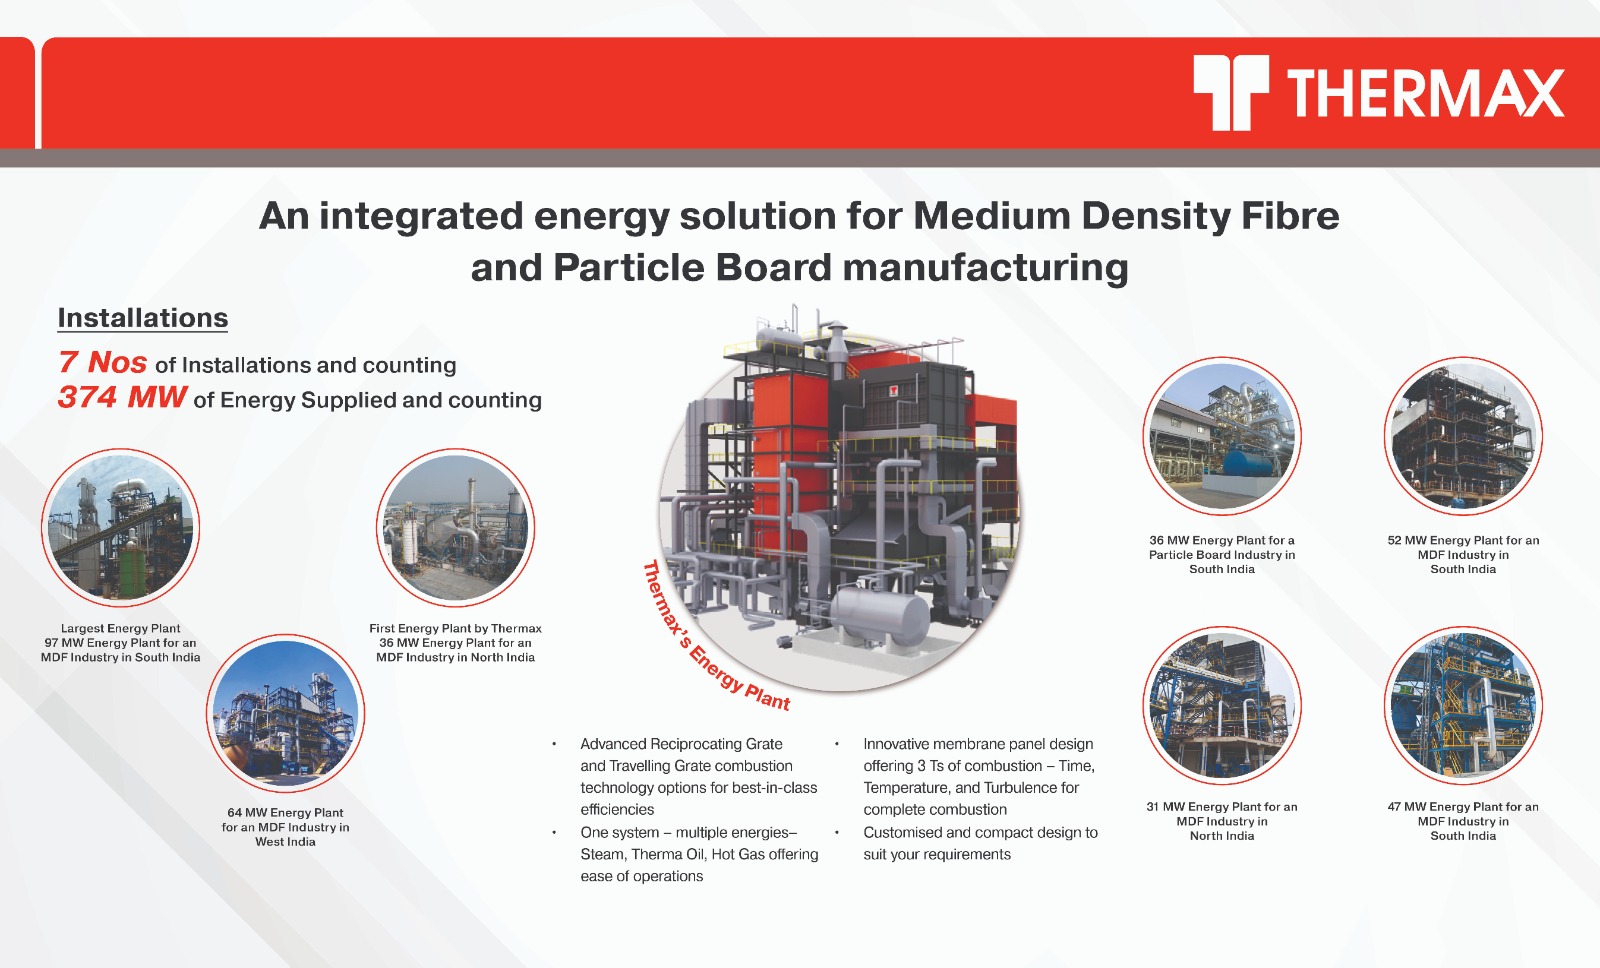 THERMAX
An integrated energy solution for Medium Density Fibre
and Particle Board manufacturing
Installations
7 Nos of Installations and counting
374 MW of Energy Supplied and counting
Largest Energy Plant
97 MW Energy Plant for an
MDF Industry in South India
First Energy Plant by Thermax
36 MW Energy Plant for an
MDF Industry in North India
64 MW Energy Plant
for an MDF Industry in
West India
Thermax's Energy Plant
• Advanced Reciprocating Grate
and Travelling Grate combustion
technology options for best-in-class
efficiencies
• One system – multiple energies–
Steam, Therma Oil, Hot Gas offering
ease of operations
• Innovative membrane panel design
offering 3 Ts of combustion – Time,
Temperature, and Turbulence for
complete combustion
• Customised and compact design to
suit your requirements
36 MW Energy Plant for a
Particle Board Industry in
South India
52 MW Energy Plant for an
MDF Industry in
South India
31 MW Energy Plant for an
MDF Industry in
North India
47 MW Energy Plant for an
MDF Industry in
South India